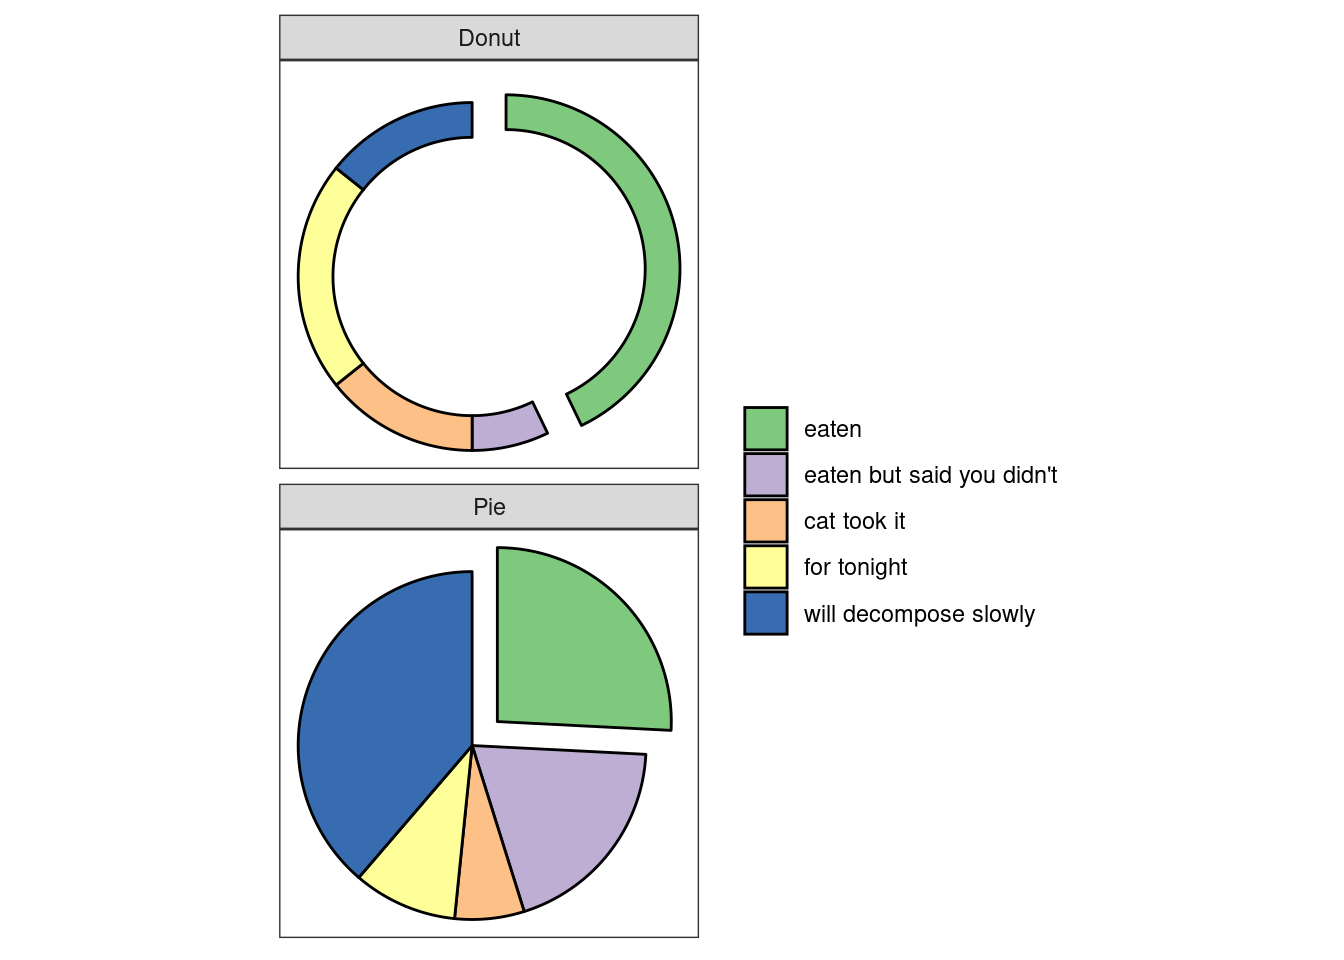 Donut
Pie
eaten
eaten but said you didn't
cat took it
for tonight
will decompose slowly